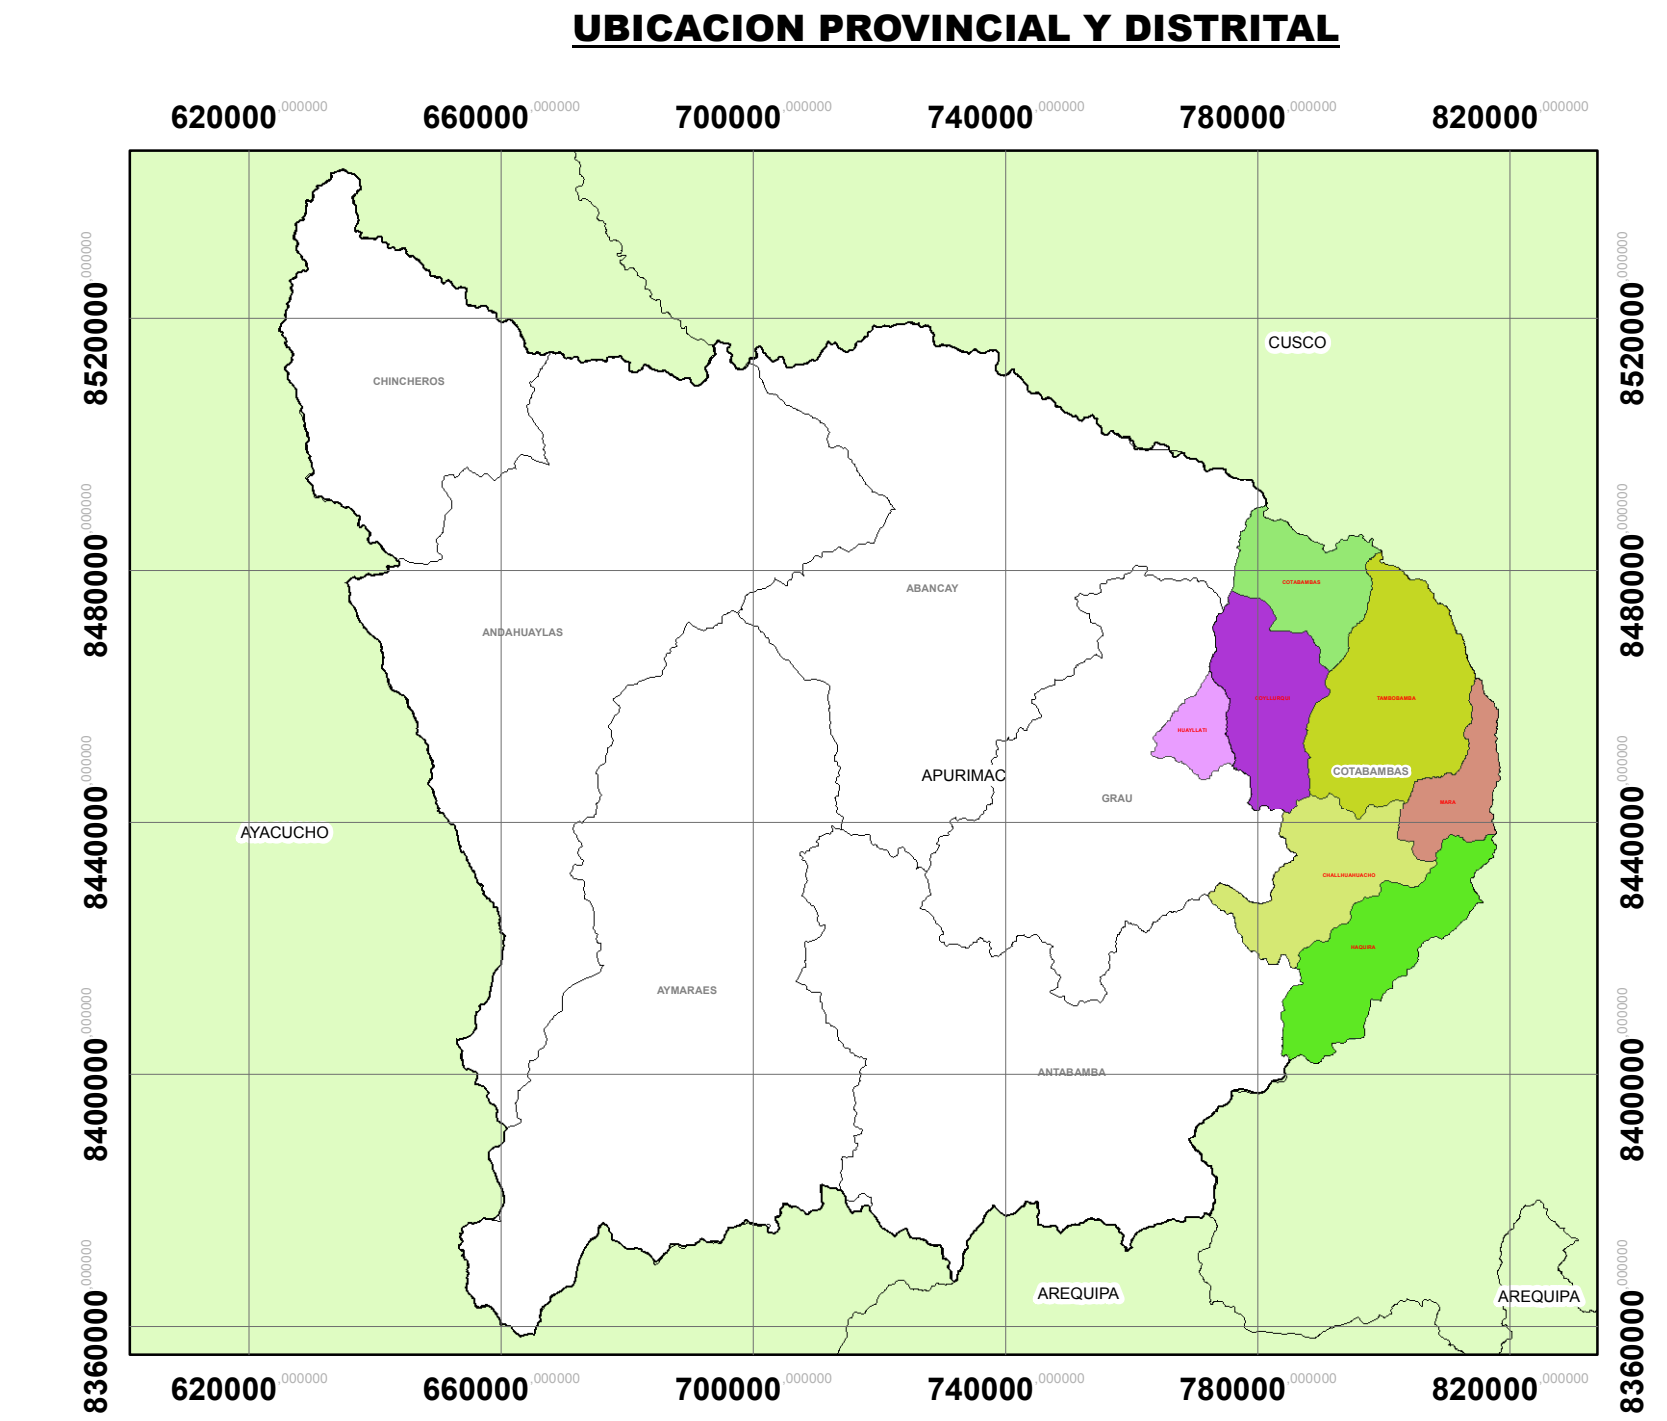 UBICACION PROVINCIAL Y DISTRITAL
620000,000000 660000,000000 700000,000000 740000,000000 780000,000000 820000,000000
8520000,000000
8520000,000000
CUSCO
CHINCHEROS
8480000,000000
8480000,000000
COTABAMBAS
ABANCAY
ANDAHUAYLAS
COYLLURQUI
TAMBOBAMBA
HUAYLLATI
COTABAMBAS
APURIMAC
GRAU
MARA
8440000,000000
8440000,000000
AYACUCHO
CHALLHUAHUACHO
HAQUIRA
AYMARAES
8400000,000000
8400000,000000
ANTABAMBA
AREQUIPA
AREQUIPA
8360000,000000
8360000,000000
620000,000000 660000,000000 700000,000000 740000,000000 780000,000000 820000,000000